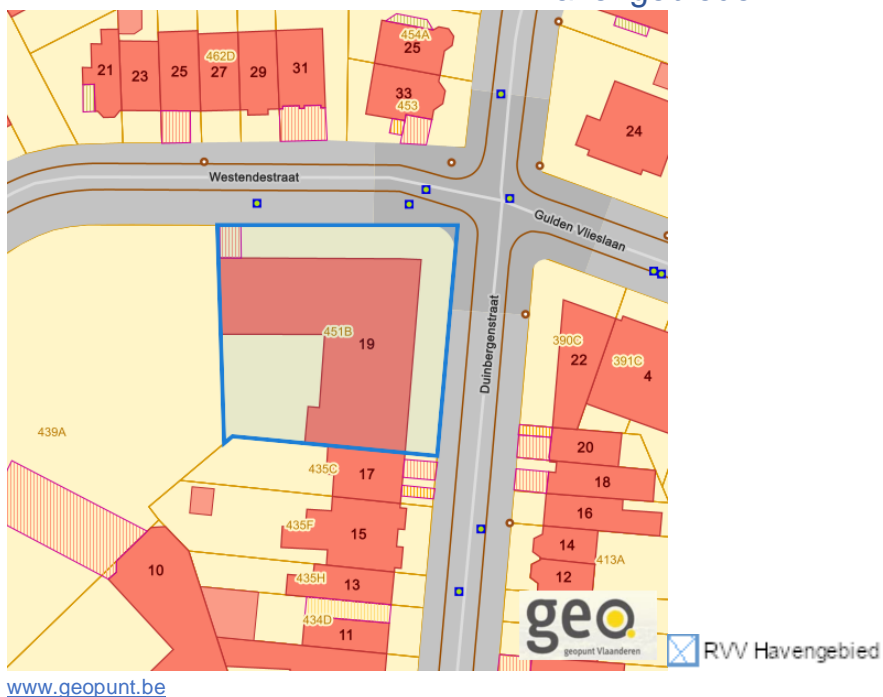 21
23
25
462D
27
29
31
454A
25
33
453
24
Westendestraat
Gulden Vlieslaan
451B
19
Duinbergenstraat
390C
22
391C
4
439A
435C
17
20
18
16
435F
15
14
413A
12
10
435H
13
434D
11
geo
geopunt Vlaanderen
RVV Havengebied
www.geopunt.be